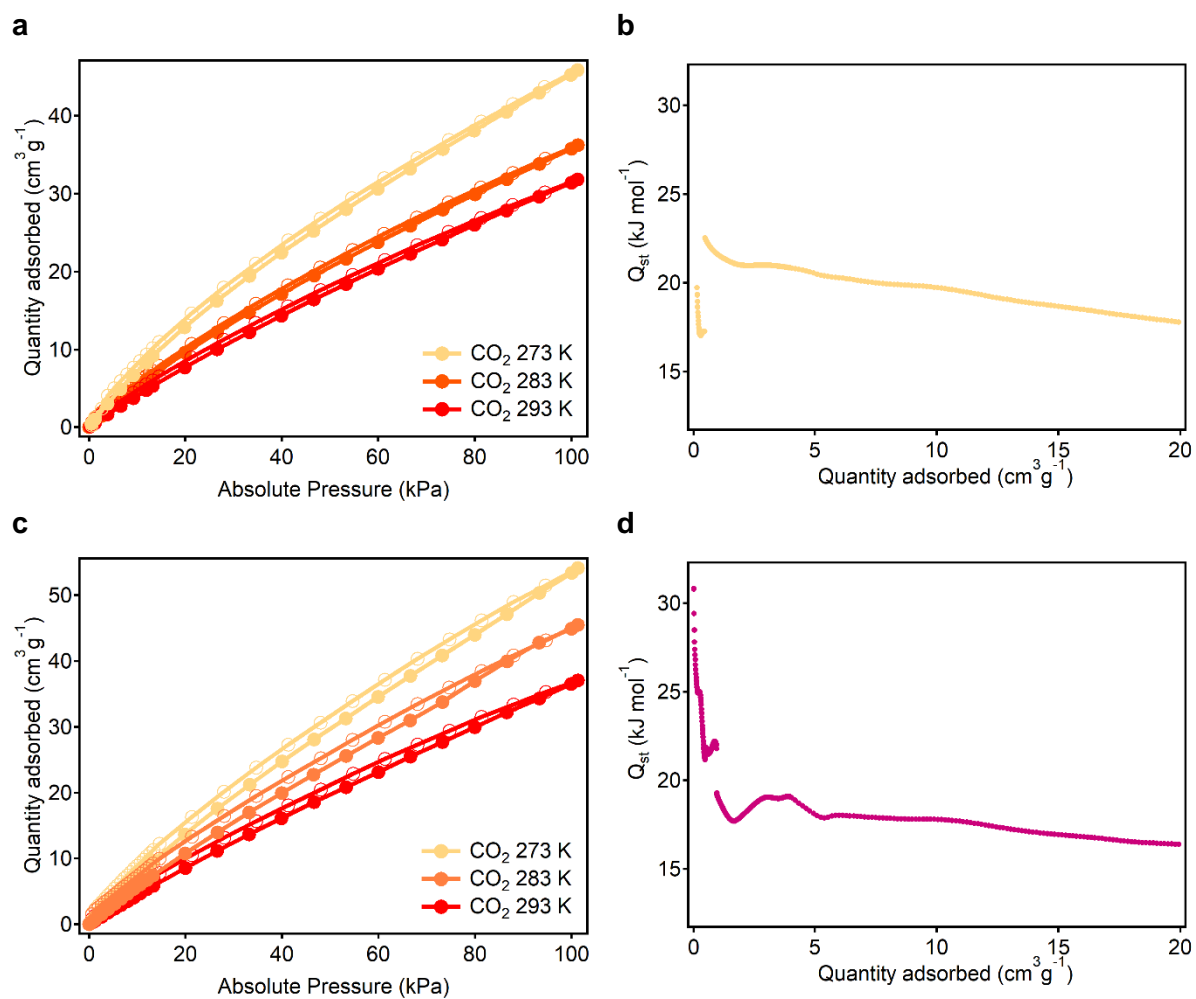 a
Quantity adsorbed (cm³g⁻¹)
40
30
20
10
0
CO₂ 273 K
CO₂ 283 K
CO₂ 293 K
0 20 40 60 80 100
Absolute Pressure (kPa)
b
Qst (kJ mol⁻¹)
30
25
20
15
0 5 10 15 20
Quantity adsorbed (cm³g⁻¹)
c
Quantity adsorbed (cm³g⁻¹)
50
40
30
20
10
0
CO₂ 273 K
CO₂ 283 K
CO₂ 293 K
0 20 40 60 80 100
Absolute Pressure (kPa)
d
Qst (kJ mol⁻¹)
30
25
20
15
0 5 10 15 20
Quantity adsorbed (cm³g⁻¹)